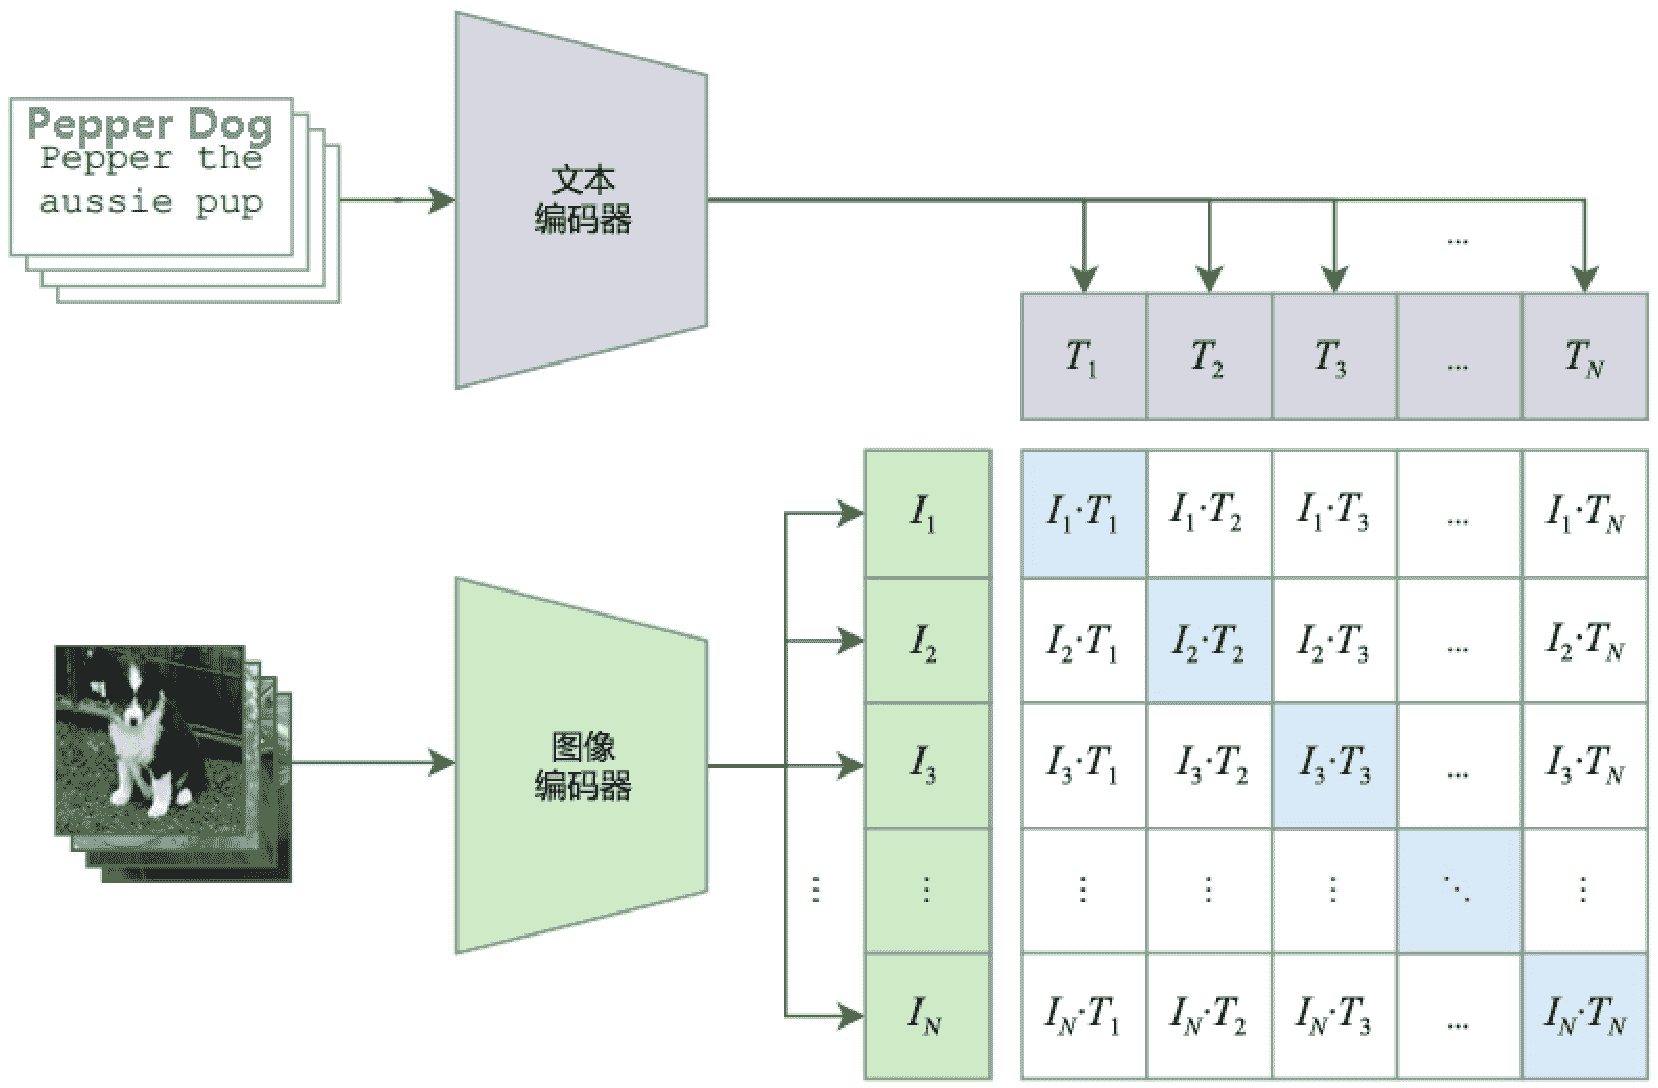 Pepper Dog
Pepper the
aussie pup
文本
编码器
...
T1 T2 T3 ... TN
图像
编码器
⋮
I1 I1·T1 I1·T2 I1·T3 ... I1·TN
I2 I2·T1 I2·T2 I2·T3 ... I2·TN
I3 I3·T1 I3·T2 I3·T3 ... I3·TN
⋮ ⋮ ⋮ ⋮ ⋱ ⋮
IN IN·T1 IN·T2 IN·T3 ... IN·TN